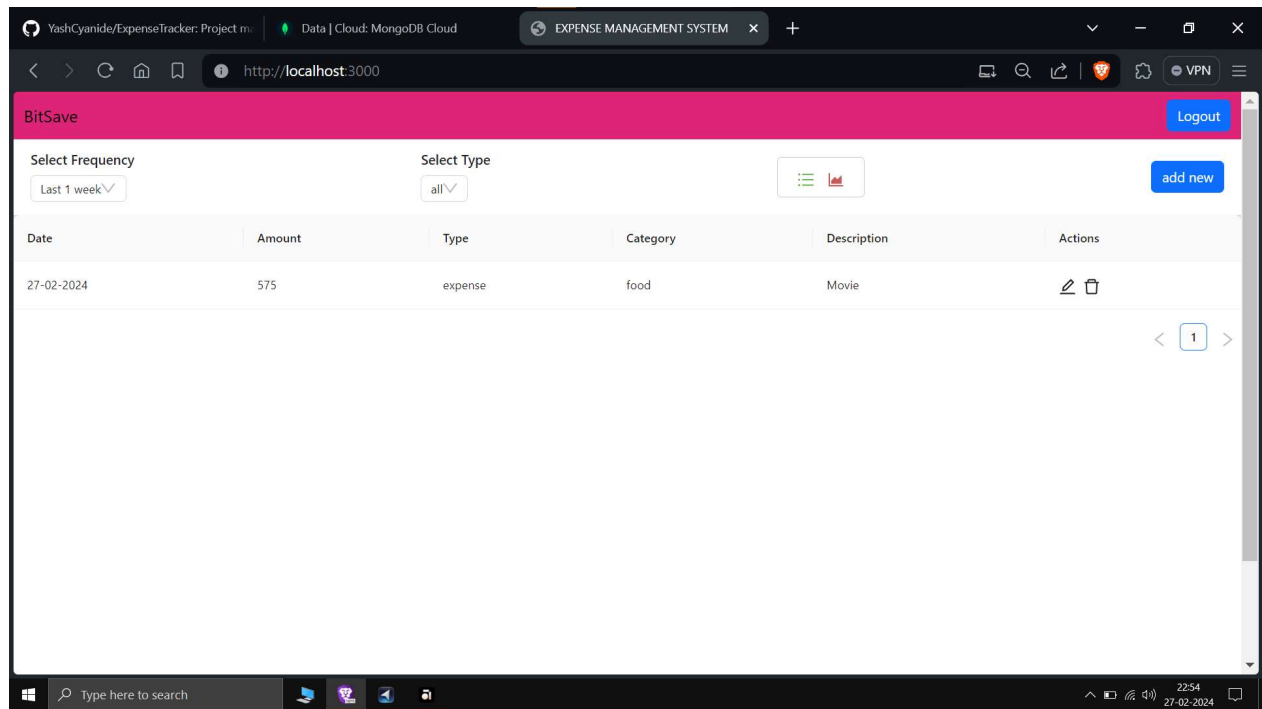 YashCyanide/ExpenseTracker: Project ma
Data | Cloud: MongoDB Cloud
EXPENSE MANAGEMENT SYSTEM
http://localhost:3000
VPN
BitSave
Logout
Select Frequency
Select Type
Last 1 week
all
add new
Date Amount Type Category Description Actions
27-02-2024 575 expense food Movie
1
Type here to search
22:54
27-02-2024